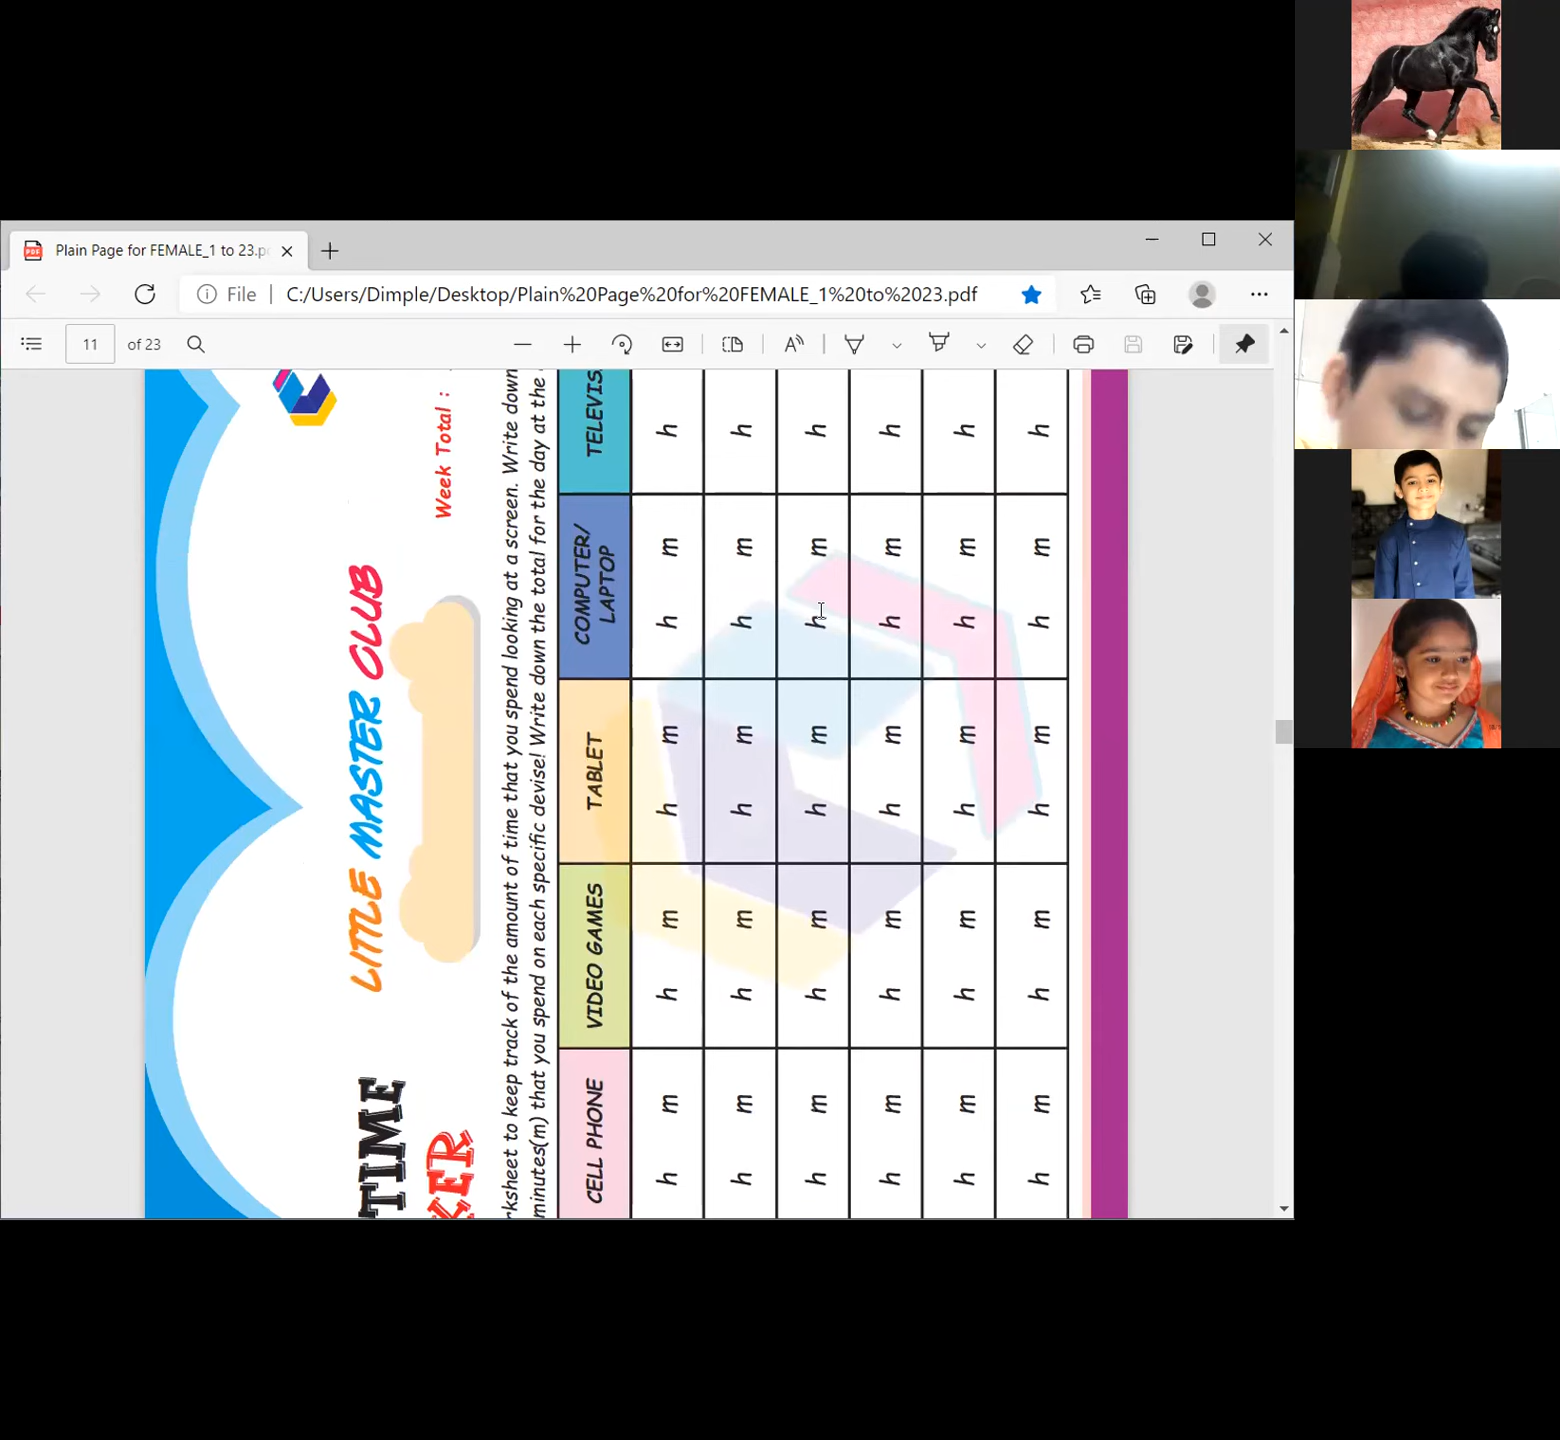 Plain Page for FEMALE_1 to 23.p
File
C:/Users/Dimple/Desktop/Plain%20Page%20for%20FEMALE_1%20to%2023.pdf
11 of 23
TIME
KER
LITTLE MASTER CLUB
Week Total :
rksheet to keep track of the amount of time that you spend looking at a screen. Write down
minutes(m) that you spend on each specific devise! Write down the total for the day at the
CELL PHONE VIDEO GAMES TABLET COMPUTER/ LAPTOP TELEVIS
h m h m h m h m h
h m h m h m h m h
h m h m h m h m h
h m h m h m h m h
h m h m h m h m h
h m h m h m h m h